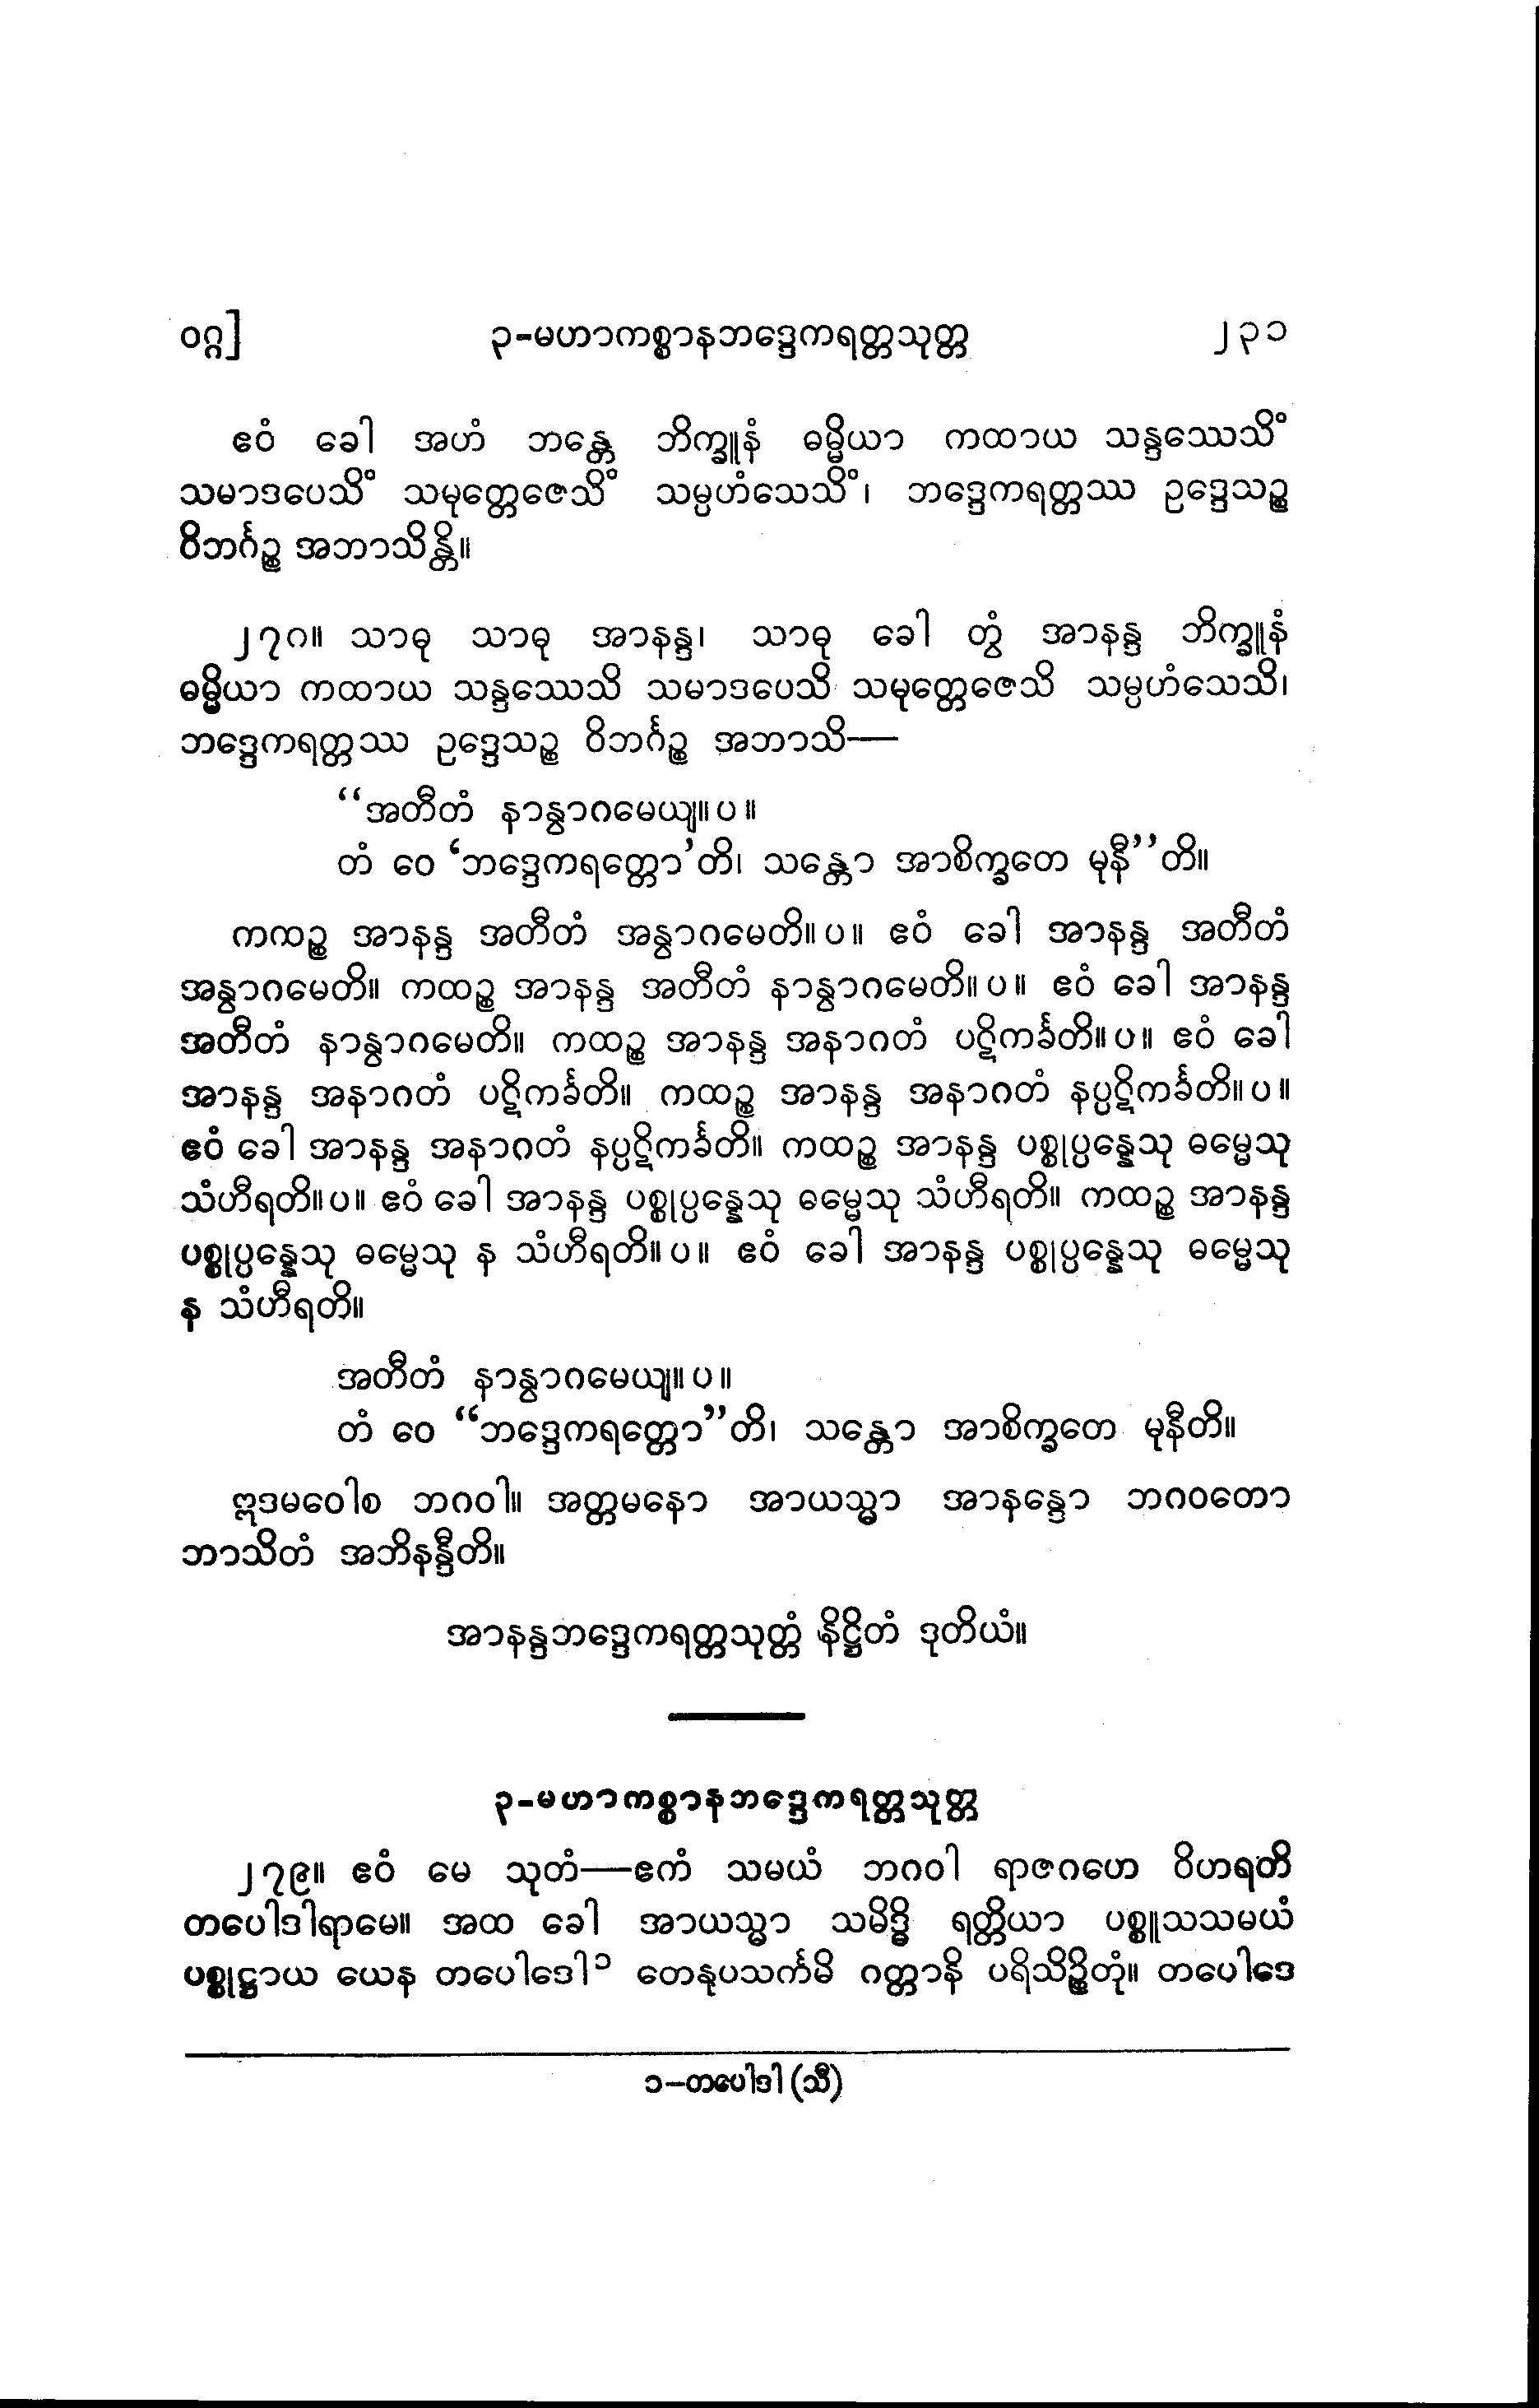 ဝဂ္ဂ] ၃-မဟာကစ္စာနဘဒ္ဒေကရတ္တသုတ္တ ၂၃၁
ဧဝံ ခေါ အဟံ ဘန္တေ ဘိက္ခူနံ ဓမ္မိယာ ကထာယ သန္ဒဿေသိံ
သမာဒပေသိံ သမုတ္တေဇေသိံ သမ္ပဟံသေသိံ၊ ဘဒ္ဒေကရတ္တဿ ဥဒ္ဒေသဉ္စ
ဝိဘင်္ဂဉ္စ အဘာသိန္တိ။
၂၇၈။ သာဓု သာဓု အာနန္ဒ၊ သာဓု ခေါ တွံ အာနန္ဒ ဘိက္ခူနံ
ဓမ္မိယာ ကထာယ သန္ဒဿေသိ သမာဒပေသိ သမုတ္တေဇေသိ သမ္ပဟံသေသိ၊
ဘဒ္ဒေကရတ္တဿ ဥဒ္ဒေသဉ္စ ဝိဘင်္ဂဉ္စ အဘာသိ—
“အတီတံ နာနွာဂမေယျ။ပ။
တံ ဝေ ‘ဘဒ္ဒေကရတ္တော’တိ၊ သန္တော အာစိက္ခတေ မုနီ”တိ။
ကထဉ္စ အာနန္ဒ အတီတံ အနွာဂမေတိ။ပ။ ဧဝံ ခေါ အာနန္ဒ အတီတံ
အနွာဂမေတိ။ ကထဉ္စ အာနန္ဒ အတီတံ နာနွာဂမေတိ။ပ။ ဧဝံ ခေါ အာနန္ဒ
အတီတံ နာနွာဂမေတိ။ ကထဉ္စ အာနန္ဒ အနာဂတံ ပဋိကင်္ခတိ။ပ။ ဧဝံ ခေါ
အာနန္ဒ အနာဂတံ ပဋိကင်္ခတိ။ ကထဉ္စ အာနန္ဒ အနာဂတံ နပ္ပဋိကင်္ခတိ။ပ။
ဧဝံ ခေါ အာနန္ဒ အနာဂတံ နပ္ပဋိကင်္ခတိ။ ကထဉ္စ အာနန္ဒ ပစ္စုပ္ပန္နေသု ဓမ္မေသု
သံဟီရတိ။ပ။ ဧဝံ ခေါ အာနန္ဒ ပစ္စုပ္ပန္နေသု ဓမ္မေသု သံဟီရတိ။ ကထဉ္စ အာနန္ဒ
ပစ္စုပ္ပန္နေသု ဓမ္မေသု န သံဟီရတိ။ပ။ ဧဝံ ခေါ အာနန္ဒ ပစ္စုပ္ပန္နေသု ဓမ္မေသု
န သံဟီရတိ။
အတီတံ နာနွာဂမေယျ။ပ။
တံ ဝေ “ဘဒ္ဒေကရတ္တော”တိ၊ သန္တော အာစိက္ခတေ မုနီတိ။
ဣဒမဝေါစ ဘဂဝါ။ အတ္တမနော အာယသ္မာ အာနန္ဒော ဘဂဝတော
ဘာသိတံ အဘိနန္ဒီတိ။
အာနန္ဒဘဒ္ဒေကရတ္တသုတ္တံ နိဋ္ဌိတံ ဒုတိယံ။
၃-မဟာကစ္စာနဘဒ္ဒေကရတ္တသုတ္တ
၂၇၉။ ဧဝံ မေ သုတံ—ဧကံ သမယံ ဘဂဝါ ရာဇဂဟေ ဝိဟရတိ
တပေါဒါရာမေ။ အထ ခေါ အာယသ္မာ သမိဒ္ဓိ ရတ္တိယာ ပစ္စူသသမယံ
ပစ္စုဋ္ဌာယ ယေန တပေါဒေါ၁ တေနုပသင်္ကမိ ဂတ္တာနိ ပရိသိဉ္စိတုံ။ တပေါဒေ
၁-တပေါဒါ (သီ)